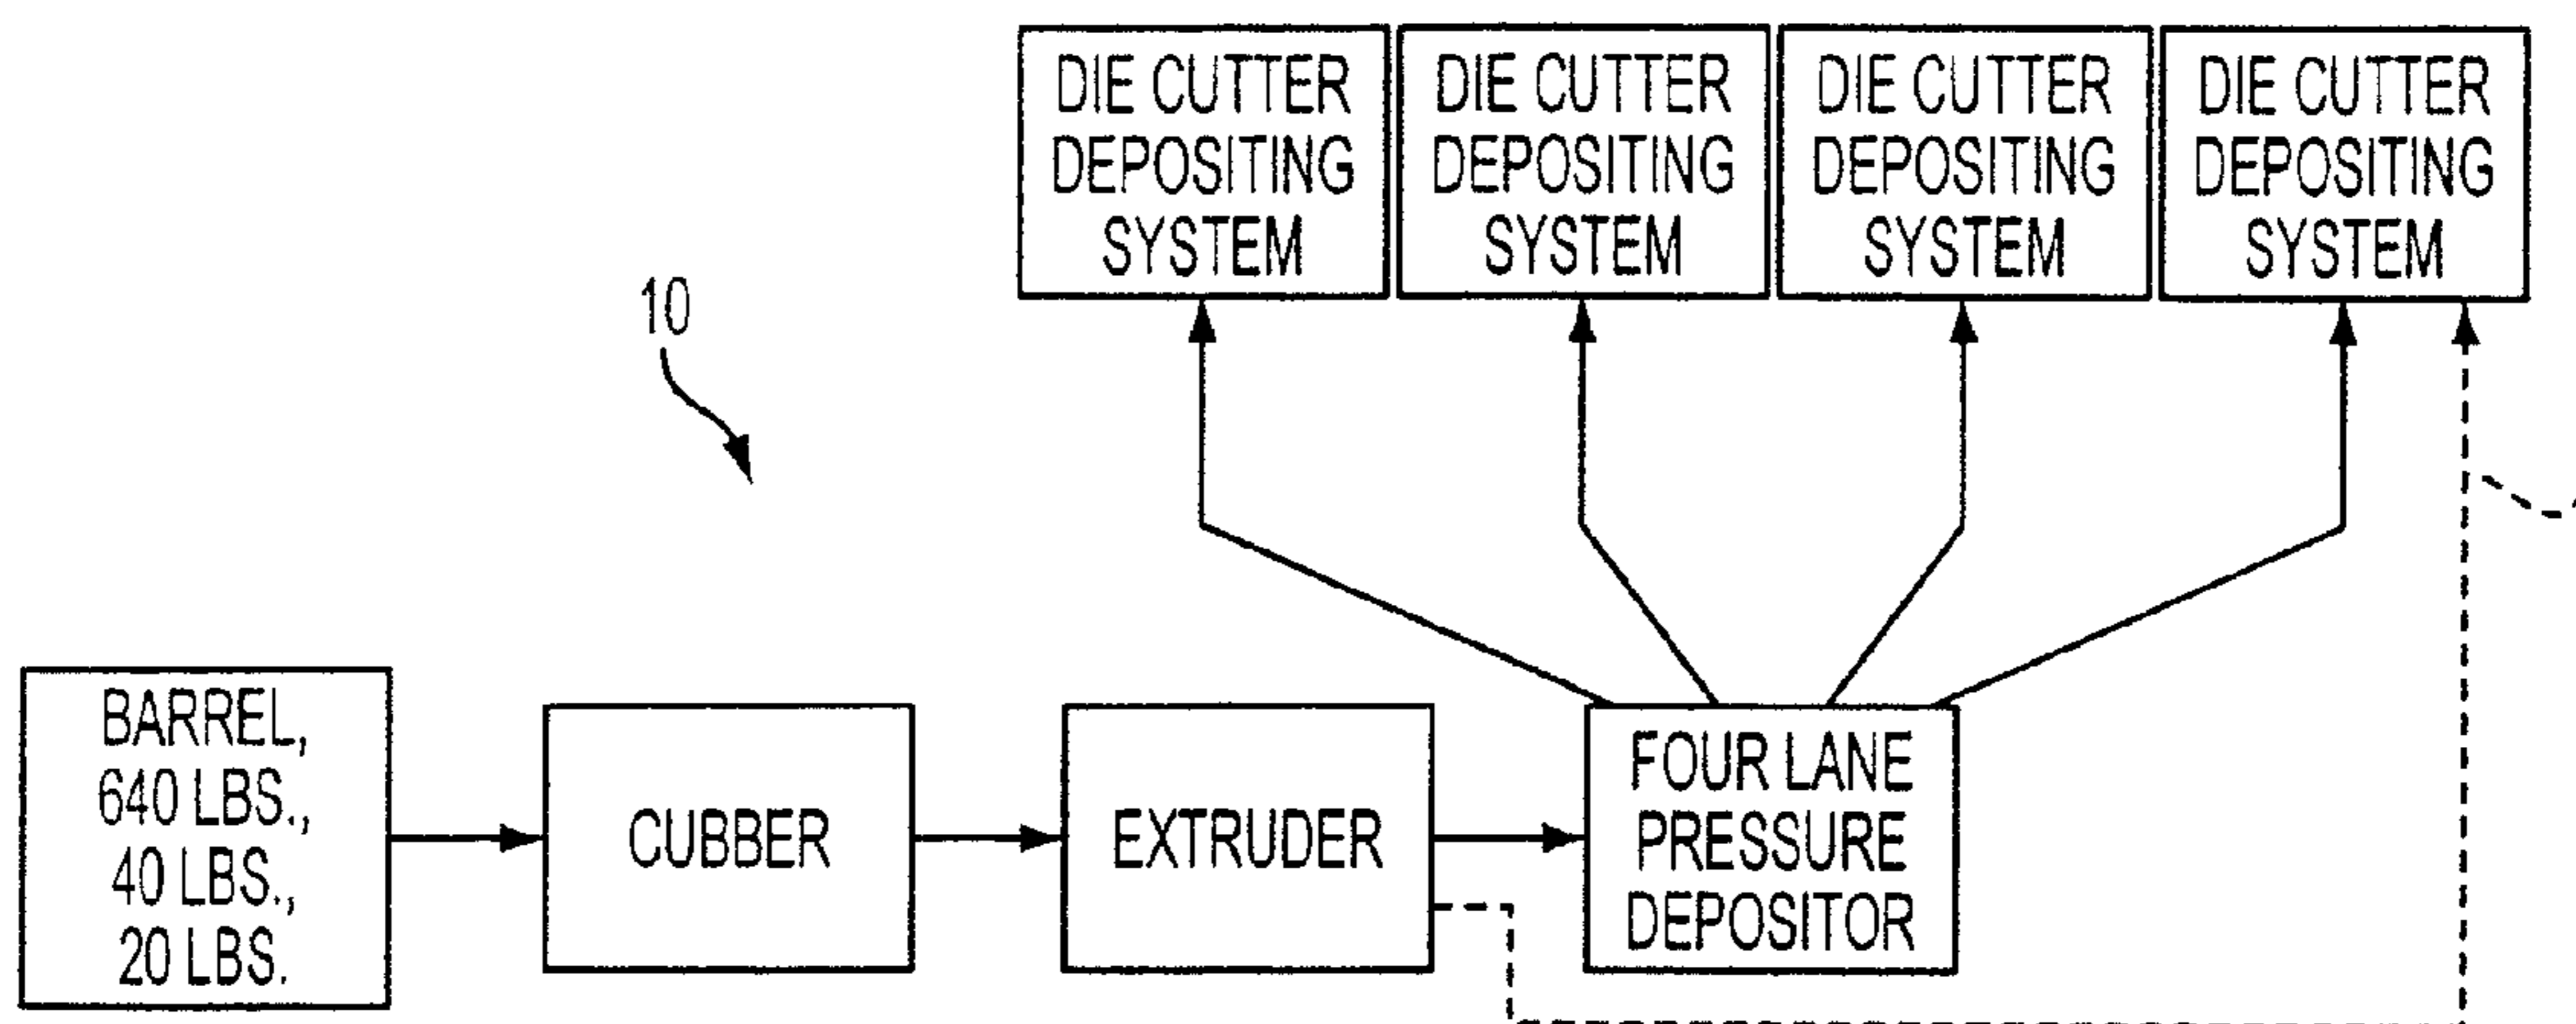 DIE CUTTER
DEPOSITING
SYSTEM
DIE CUTTER
DEPOSITING
SYSTEM
DIE CUTTER
DEPOSITING
SYSTEM
DIE CUTTER
DEPOSITING
SYSTEM
10
BARREL,
640 LBS.,
40 LBS.,
20 LBS.
CUBBER
EXTRUDER
FOUR LANE
PRESSURE
DEPOSITOR